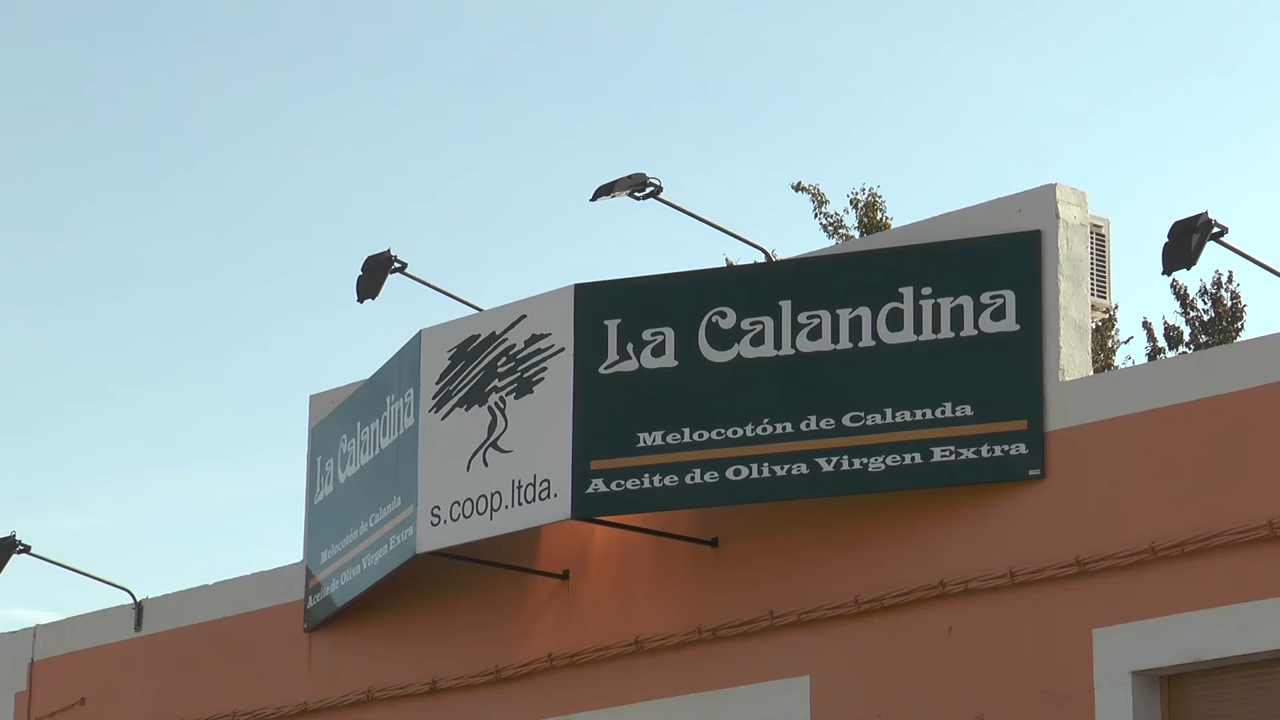 La Calandina
Melocotón de Calanda
Aceite de Oliva Virgen Extra
s.coop.ltda.
La Calandina
Melocotón de Calanda
Aceite de Oliva Virgen Extra